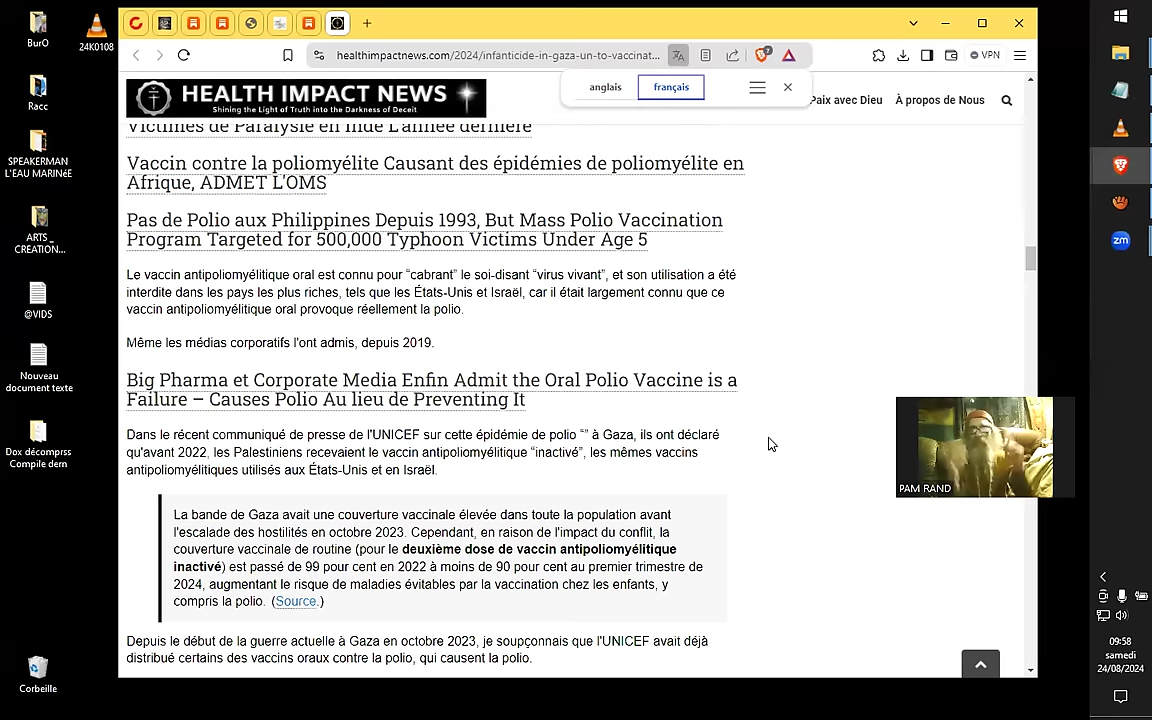 BurO
24K0108
Racc
SPEAKERMAN
L'EAU MARINéE
ARTS _
CREATION...
@VIDS
Nouveau
document texte
Dox décomprss
Compile dern
Corbeille
healthimpactnews.com/2024/infanticide-in-gaza-un-to-vaccinat...
VPN
HEALTH IMPACT NEWS
Shining the Light of Truth into the Darkness of Deceit
anglais
français
Paix avec Dieu
À propos de Nous
Victimes de Paralysie en Inde L'année dernière
Vaccin contre la poliomyélite Causant des épidémies de poliomyélite en
Afrique, ADMET L'OMS
Pas de Polio aux Philippines Depuis 1993, But Mass Polio Vaccination
Program Targeted for 500,000 Typhoon Victims Under Age 5
Le vaccin antipoliomyélitique oral est connu pour “cabrant” le soi-disant “virus vivant”, et son utilisation a été
interdite dans les pays les plus riches, tels que les États-Unis et Israël, car il était largement connu que ce
vaccin antipoliomyélitique oral provoque réellement la polio.
Même les médias corporatifs l'ont admis, depuis 2019.
Big Pharma et Corporate Media Enfin Admit the Oral Polio Vaccine is a
Failure – Causes Polio Au lieu de Preventing It
Dans le récent communiqué de presse de l'UNICEF sur cette épidémie de polio “” à Gaza, ils ont déclaré
qu'avant 2022, les Palestiniens recevaient le vaccin antipoliomyélitique “inactivé”, les mêmes vaccins
antipoliomyélitiques utilisés aux États-Unis et en Israël.
La bande de Gaza avait une couverture vaccinale élevée dans toute la population avant
l'escalade des hostilités en octobre 2023. Cependant, en raison de l'impact du conflit, la
couverture vaccinale de routine (pour le deuxième dose de vaccin antipoliomyélitique
inactivé) est passé de 99 pour cent en 2022 à moins de 90 pour cent au premier trimestre de
2024, augmentant le risque de maladies évitables par la vaccination chez les enfants, y
compris la polio. (Source.)
Depuis le début de la guerre actuelle à Gaza en octobre 2023, je soupçonnais que l'UNICEF avait déjà
distribué certains des vaccins oraux contre la polio, qui causent la polio.
PAM RAND
zm
09:58
samedi
24/08/2024